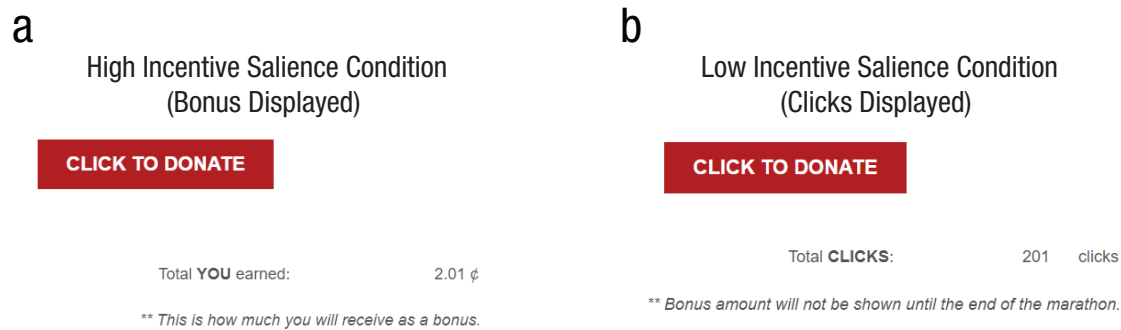 a
High Incentive Salience Condition
(Bonus Displayed)
CLICK TO DONATE
Total YOU earned: 2.01 ¢
** This is how much you will receive as a bonus.
b
Low Incentive Salience Condition
(Clicks Displayed)
CLICK TO DONATE
Total CLICKS: 201 clicks
** Bonus amount will not be shown until the end of the marathon.